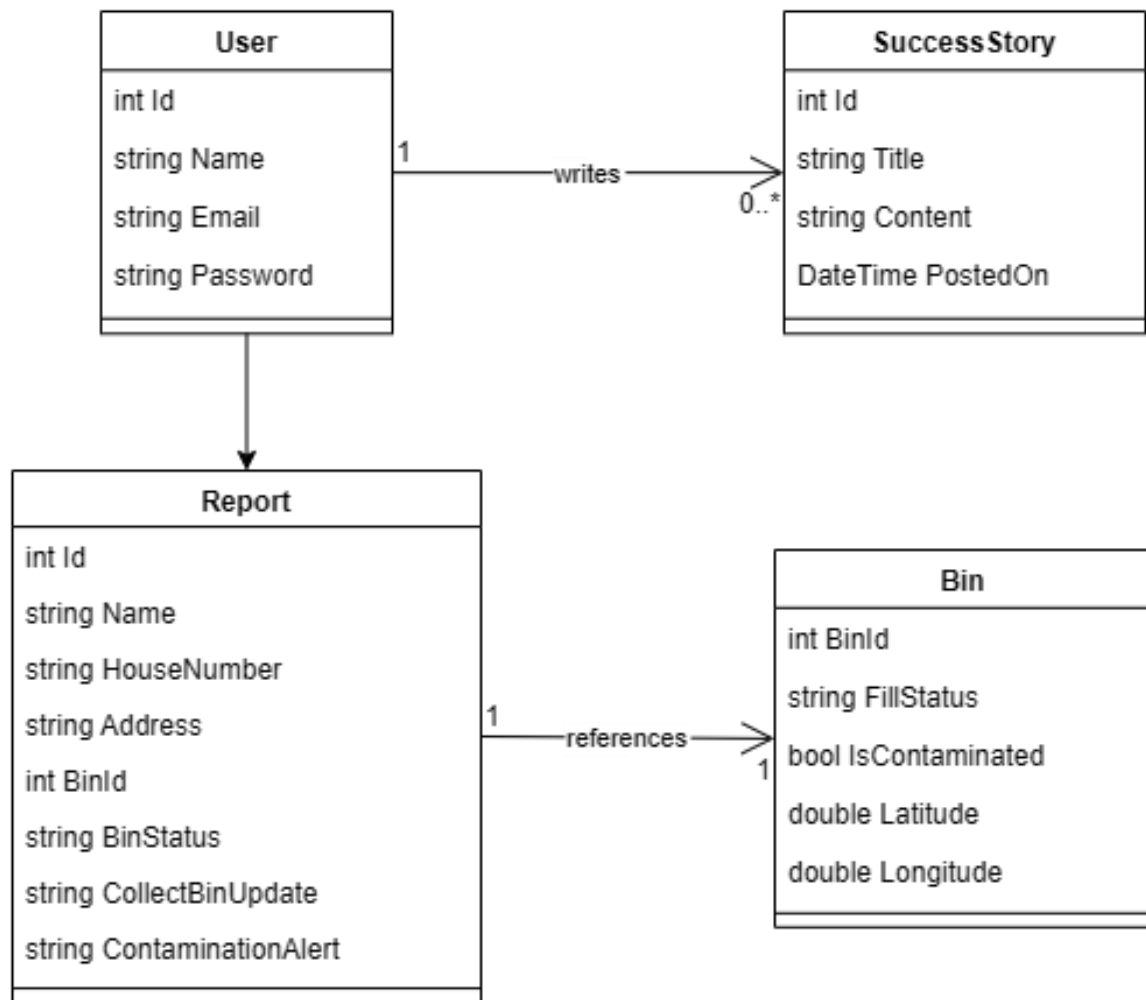 User
int Id
string Name
string Email
string Password
1
writes
0..*
SuccessStory
int Id
string Title
string Content
DateTime PostedOn
Report
int Id
string Name
string HouseNumber
string Address
int BinId
string BinStatus
string CollectBinUpdate
string ContaminationAlert
1
references
1
Bin
int BinId
string FillStatus
bool IsContaminated
double Latitude
double Longitude